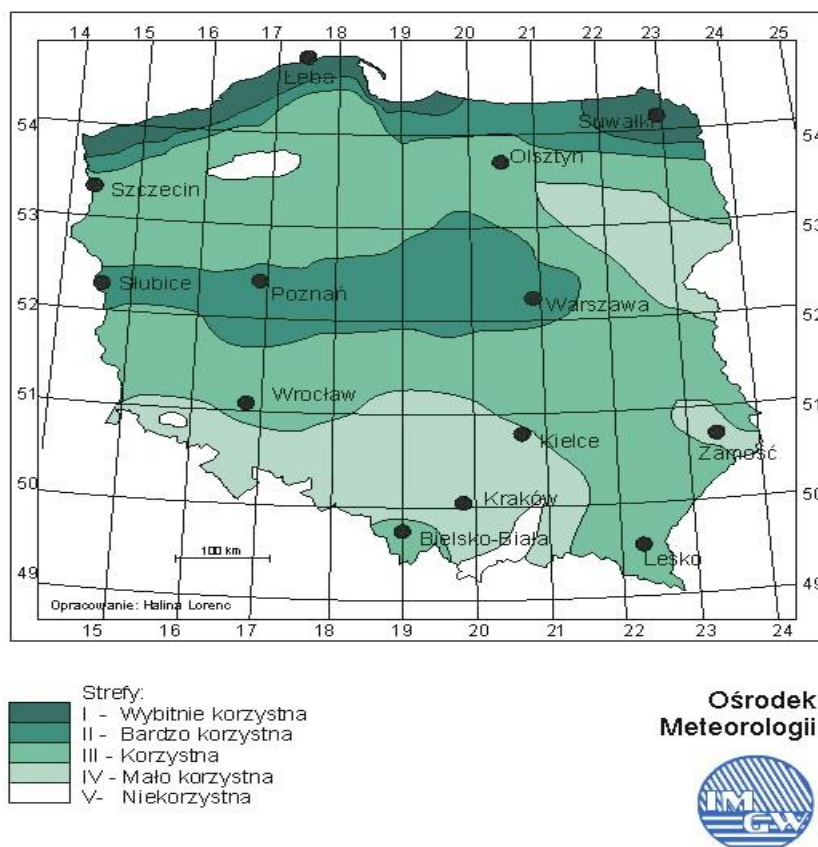 14 15 16 17 18 19 20 21 22 23 24 25
Łeba
54 Suwałki 54
Olsztyn
Szczecin
53 53
Słubice Poznań Warszawa
52 52
51 Wrocław 51
Kielce Zamość
50 Kraków 50
Bielsko-Biała Lesko
100 km
49 49
Opracowanie: Halina Lorenc
15 16 17 18 19 20 21 22 23 24
Strefy:
I - Wybitnie korzystna
II - Bardzo korzystna
III - Korzystna
IV - Mało korzystna
V- Niekorzystna
Ośrodek
Meteorologii
IM
GW